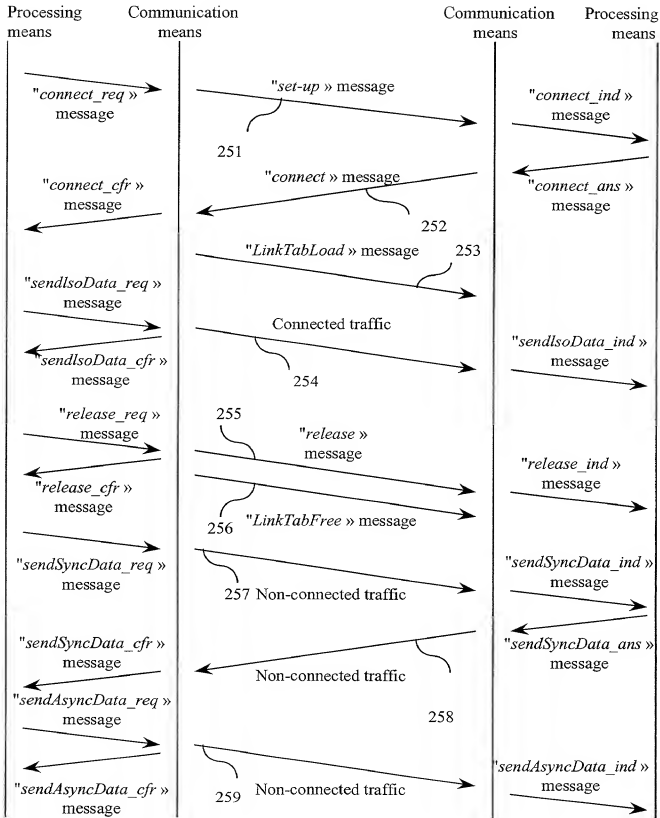 Processing means
Communication means
Communication means
Processing means
"connect_req » message
"set-up » message
"connect_ind » message
251
"connect_cfr » message
"connect » message
"connect_ans » message
252
"LinkTabLoad » message
253
"sendIsoData_req » message
Connected traffic
"sendIsoData_ind » message
"sendIsoData_cfr » message
254
"release_req » message
255
"release » message
"release_ind » message
"release_cfr » message
256
"LinkTabFree » message
"sendSyncData_req » message
257
Non-connected traffic
"sendSyncData_ind » message
"sendSyncData_cfr » message
Non-connected traffic
"sendSyncData_ans » message
258
"sendAsyncData_req » message
"sendAsyncData_cfr » message
259
Non-connected traffic
"sendAsyncData_ind » message